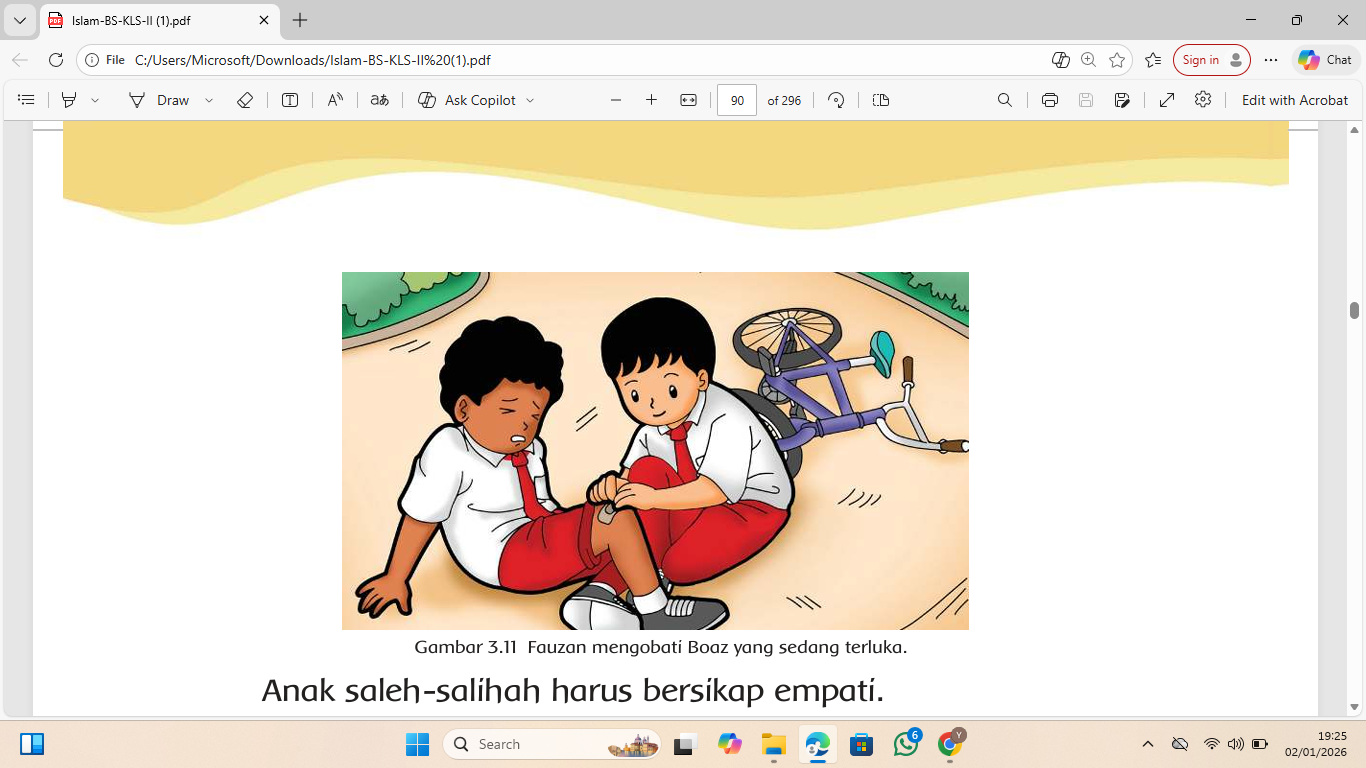 Islam-BS-KLS-II (1).pdf
File C:/Users/Microsoft/Downloads/Islam-BS-KLS-II%20(1).pdf
Sign in
Chat
Draw
Ask Copilot
90 of 296
Edit with Acrobat
Gambar 3.11 Fauzan mengobati Boaz yang sedang terluka.
Anak saleh-salihah harus bersikap empati.
Search
6
Y
19:25
02/01/2026